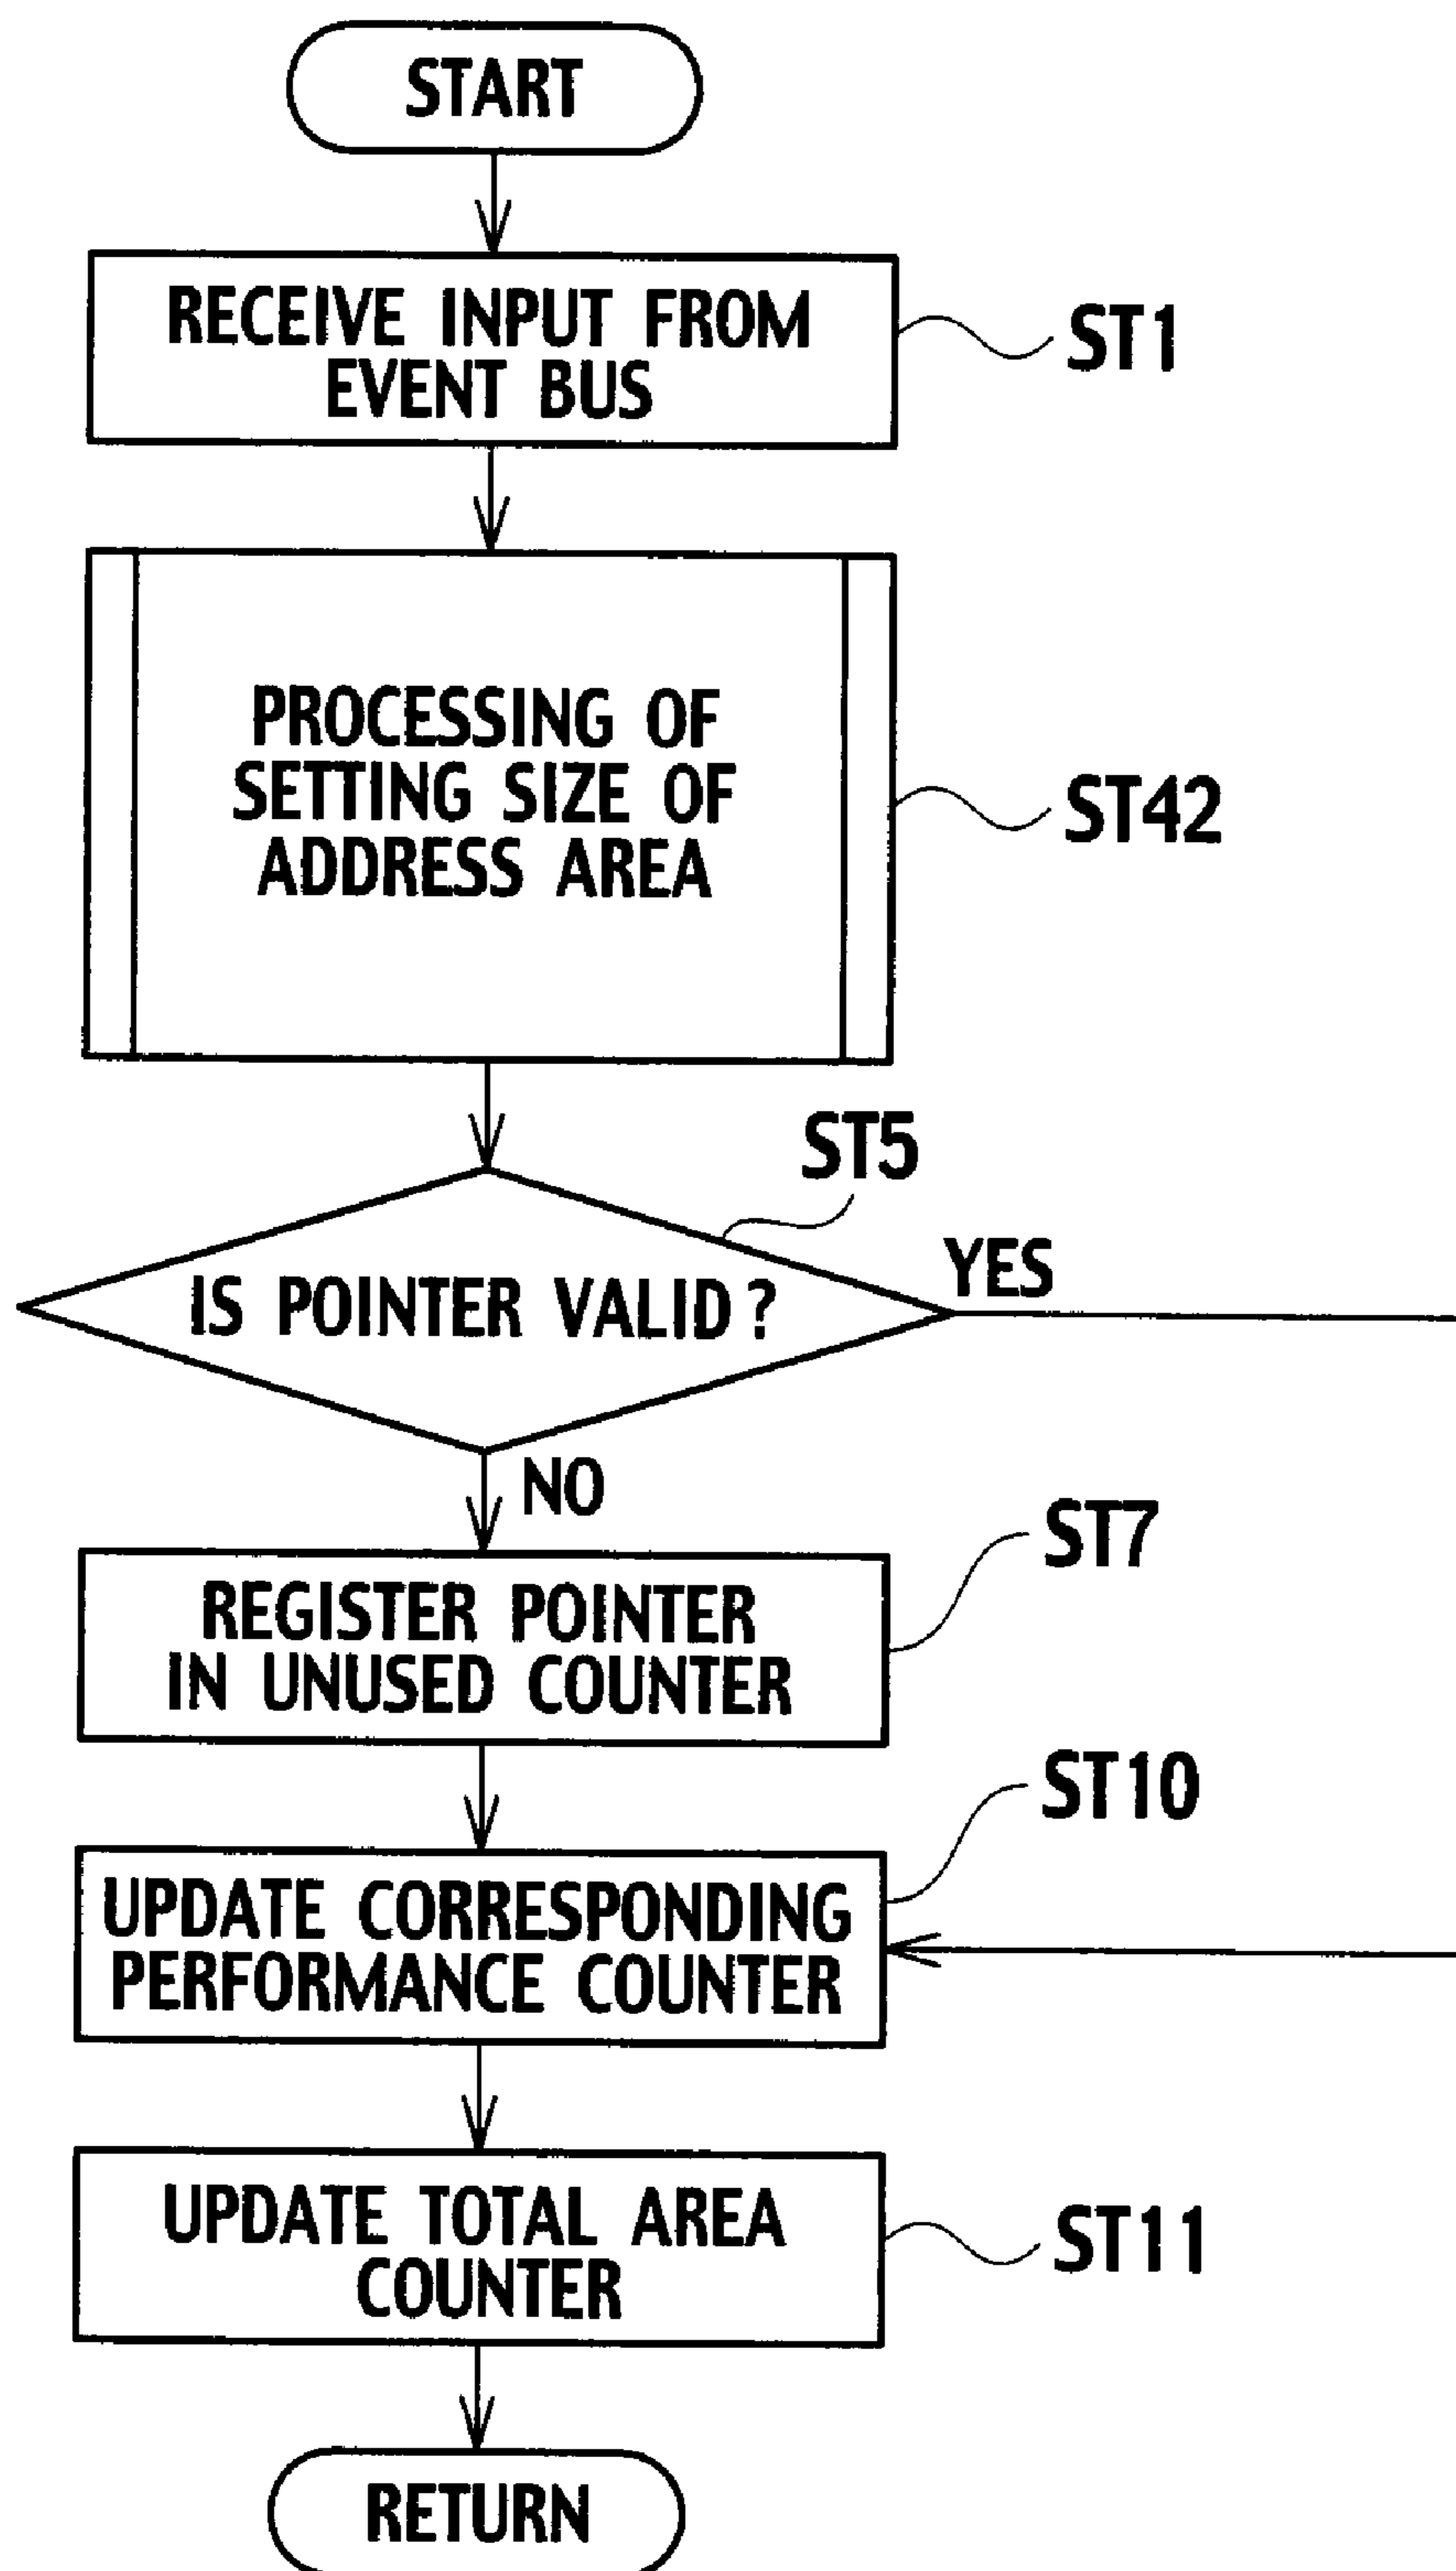 START
RECEIVE INPUT FROM
EVENT BUS
ST1
PROCESSING OF
SETTING SIZE OF
ADDRESS AREA
ST42
ST5
IS POINTER VALID?
YES
NO
REGISTER POINTER
IN UNUSED COUNTER
ST7
UPDATE CORRESPONDING
PERFORMANCE COUNTER
ST10
UPDATE TOTAL AREA
COUNTER
ST11
RETURN